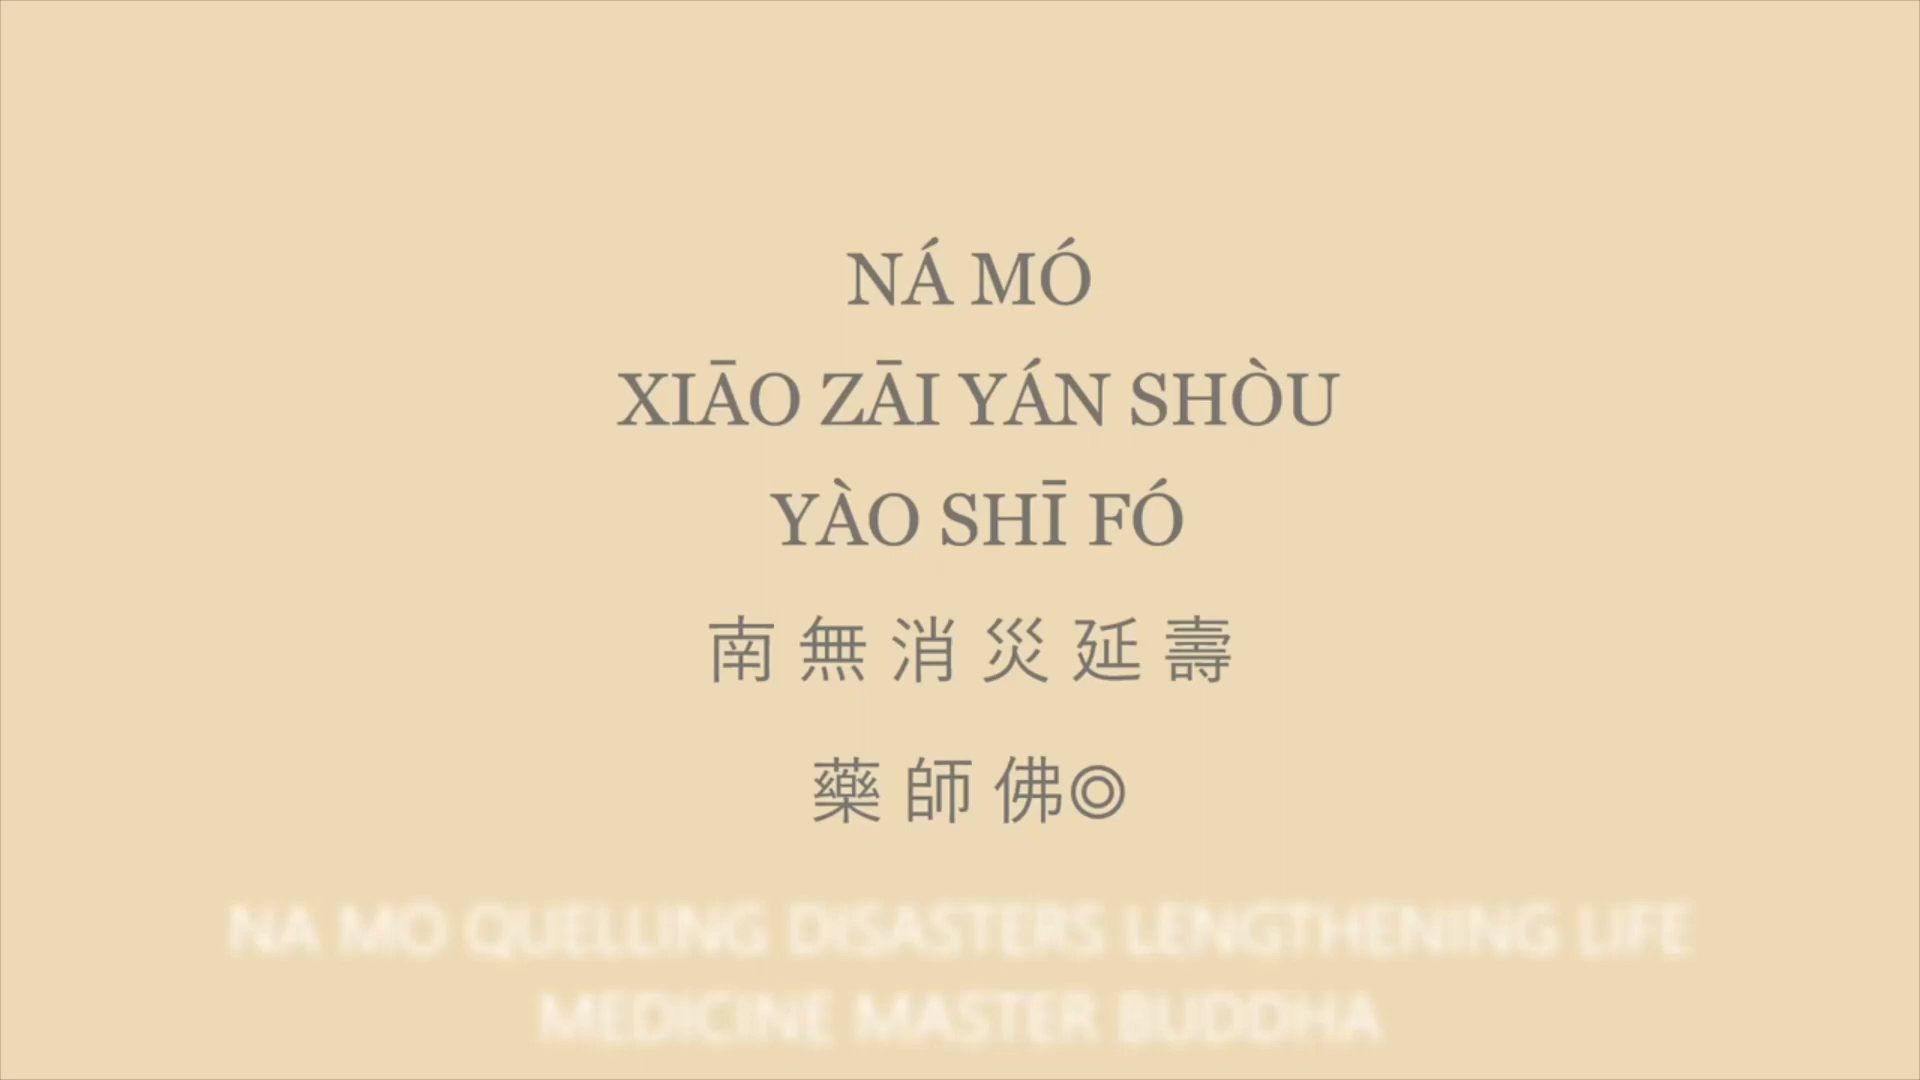 NÁ MÓ
XIĀO ZĀI YÁN SHÒU
YÀO SHĪ FÓ
南 無 消 災 延 壽
藥 師 佛◎
NA MO QUELLING DISASTERS LENGTHENING LIFE
MEDICINE MASTER BUDDHA